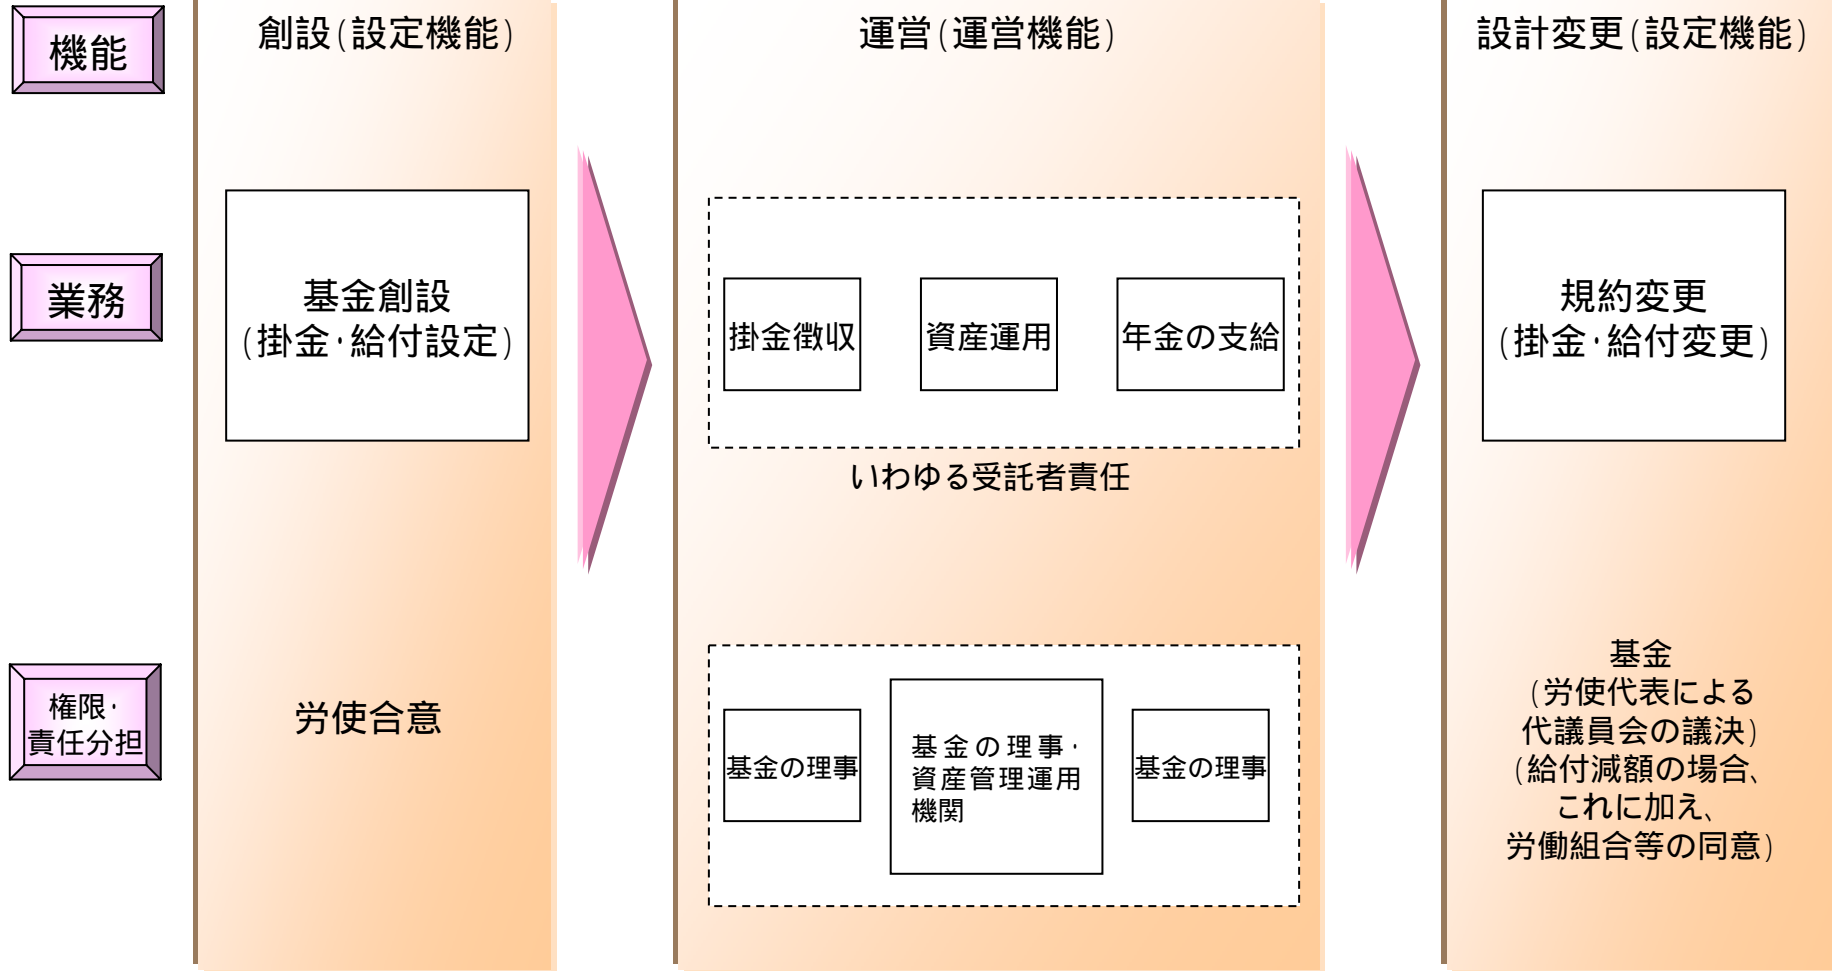 機能
創設(設定機能)
運営(運営機能)
設計変更(設定機能)
業務
基金創設
(掛金・給付設定)
掛金徴収
資産運用
年金の支給
いわゆる受託者責任
規約変更
(掛金・給付変更)
権限・
責任分担
労使合意
基金の理事
基金の理事・
資産管理運用
機関
基金の理事
基金
(労使代表による
代議員会の議決)
(給付減額の場合、
これに加え、
労働組合等の同意)